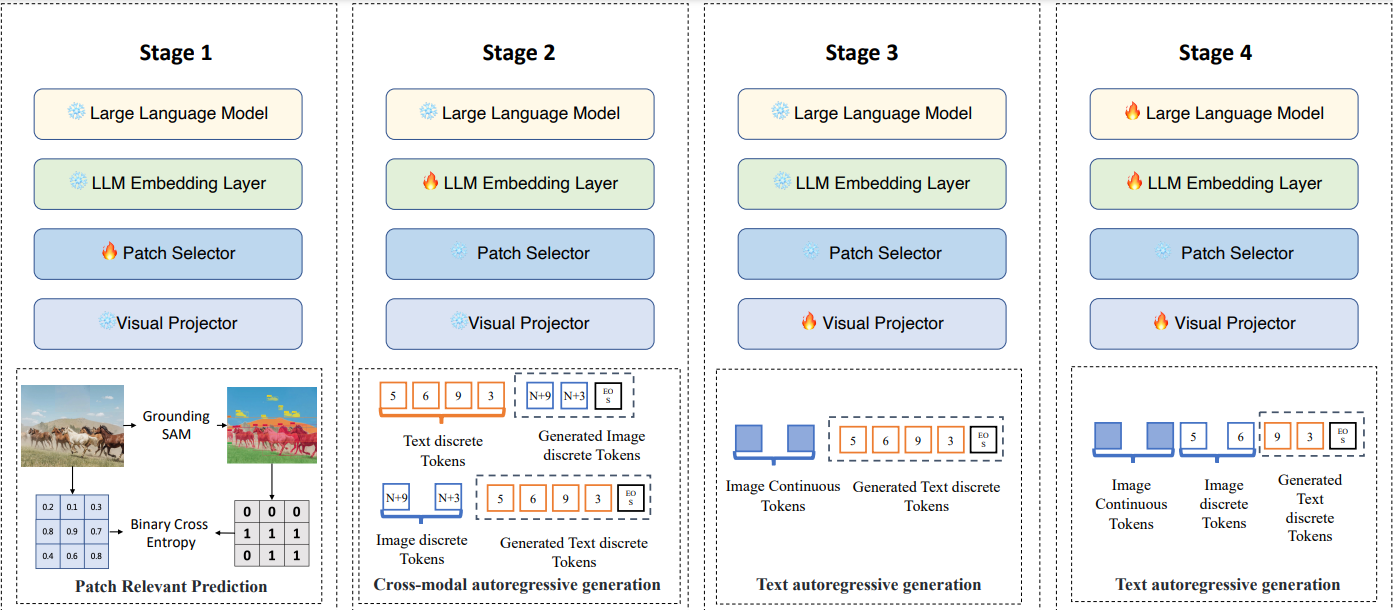 Stage 1
Large Language Model
LLM Embedding Layer
Patch Selector
Visual Projector
Grounding
SAM
0.2 0.1 0.3
0.8 0.9 0.7
0.4 0.6 0.8
Binary Cross
Entropy
0 0 0
1 1 1
0 1 1
Patch Relevant Prediction
Stage 2
Large Language Model
LLM Embedding Layer
Patch Selector
Visual Projector
5 6 9 3
N+9 N+3 EO
S
Text discrete
Tokens
Generated Image
discrete Tokens
N+9 N+3
5 6 9 3 EO
S
Image discrete
Tokens
Generated Text discrete
Tokens
Cross-modal autoregressive generation
Stage 3
Large Language Model
LLM Embedding Layer
Patch Selector
Visual Projector
5 6 9 3 EO
S
Image Continuous
Tokens
Generated Text discrete
Tokens
Text autoregressive generation
Stage 4
Large Language Model
LLM Embedding Layer
Patch Selector
Visual Projector
5 6 9 3 EO
S
Image
Continuous
Tokens
Image
discrete
Tokens
Generated
Text
discrete
Tokens
Text autoregressive generation